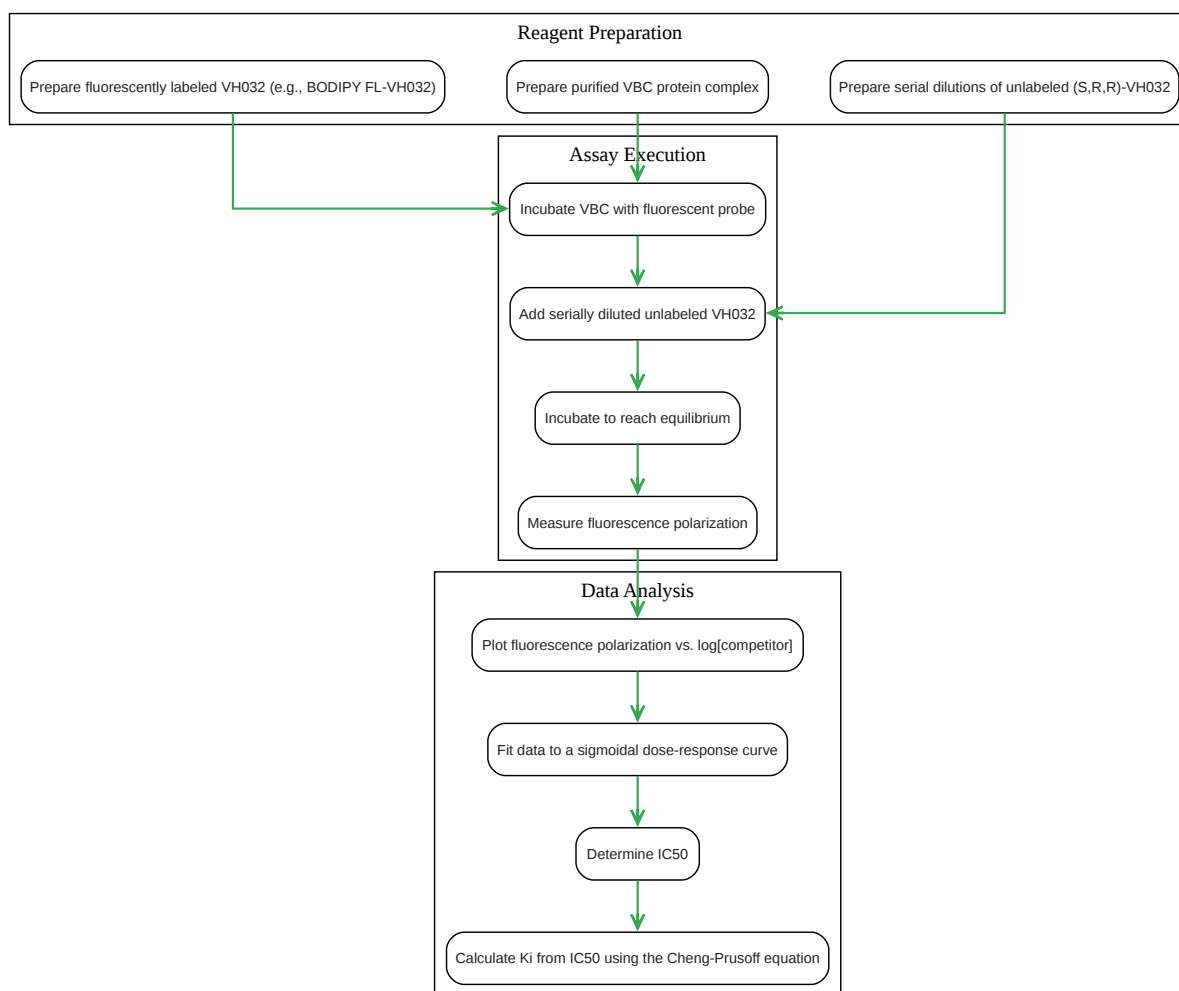 Reagent Preparation
Prepare fluorescently labeled VH032 (e.g., BODIPY FL-VH032)
Prepare purified VBC protein complex
Prepare serial dilutions of unlabeled (S,R,R)-VH032
Assay Execution
Incubate VBC with fluorescent probe
Add serially diluted unlabeled VH032
Incubate to reach equilibrium
Measure fluorescence polarization
Data Analysis
Plot fluorescence polarization vs. log[competitor]
Fit data to a sigmoidal dose-response curve
Determine IC50
Calculate Ki from IC50 using the Cheng-Prusoff equation